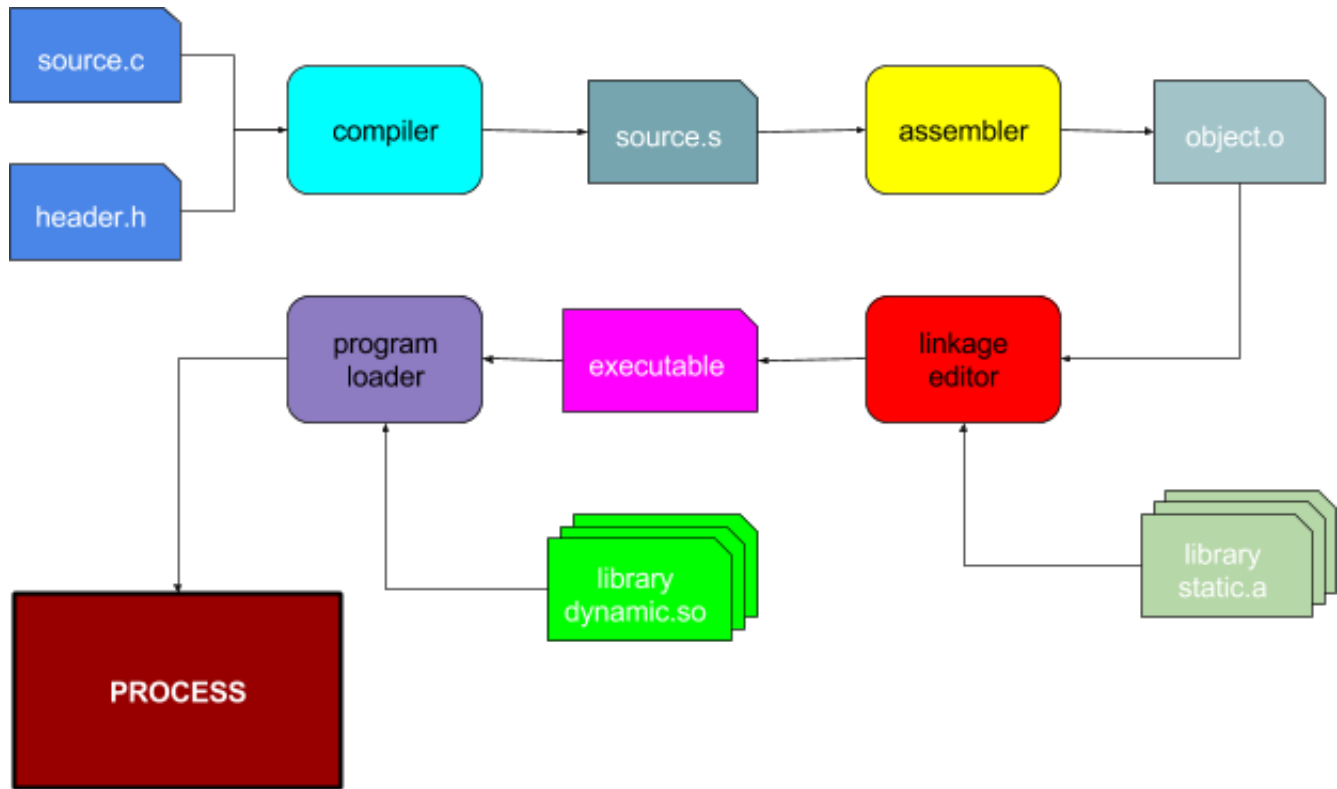 source.c
compiler
source.s
assembler
object.o
header.h
program
loader
executable
linkage
editor
library
dynamic.so
library
static.a
PROCESS